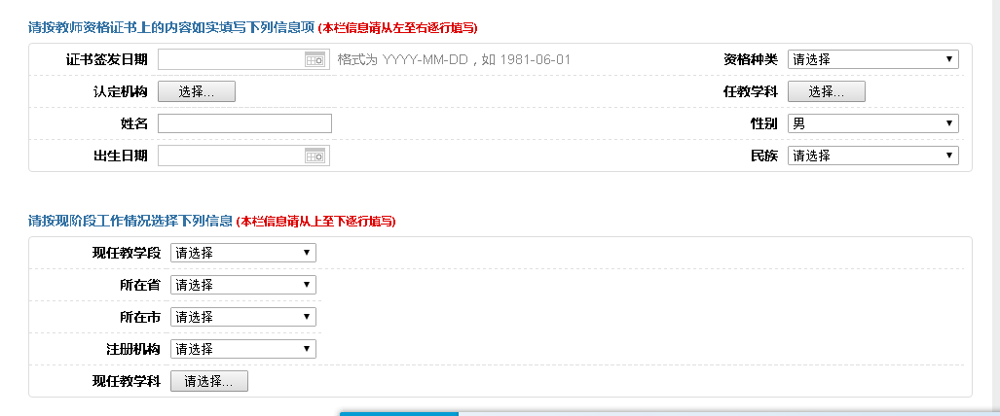 请按教师资格证书上的内容如实填写下列信息项 (本栏信息请从左至右逐行填写)
证书签发日期 格式为 YYYY-MM-DD，如 1981-06-01 资格种类 请选择
认定机构 选择... 任教学科 选择...
姓名 性别 男
出生日期 民族 请选择
请按现阶段工作情况选择下列信息 (本栏信息请从上至下逐行填写)
现任教学段 请选择
所在省 请选择
所在市 请选择
注册机构 请选择
现任教学科 请选择...